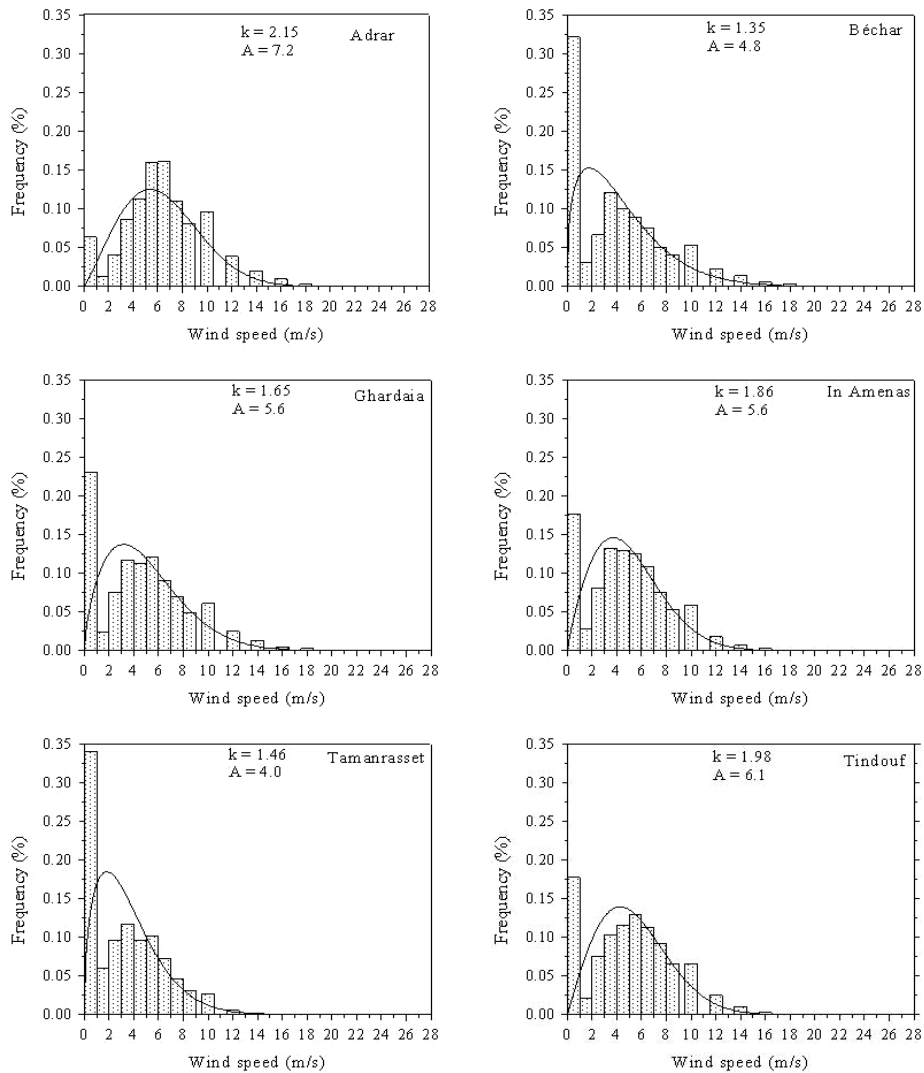 k = 2.15
A = 7.2
Adrar
0.35
0.30
0.25
0.20
0.15
0.10
0.05
0.00
Frequency (%)
0 2 4 6 8 10 12 14 16 18 20 22 24 26 28
Wind speed (m/s)
k = 1.35
A = 4.8
Béchar
0.35
0.30
0.25
0.20
0.15
0.10
0.05
0.00
Frequency (%)
0 2 4 6 8 10 12 14 16 18 20 22 24 26 28
Wind speed (m/s)
k = 1.65
A = 5.6
Ghardaia
0.35
0.30
0.25
0.20
0.15
0.10
0.05
0.00
Frequency (%)
0 2 4 6 8 10 12 14 16 18 20 22 24 26 28
Wind speed (m/s)
k = 1.86
A = 5.6
In Amenas
0.35
0.30
0.25
0.20
0.15
0.10
0.05
0.00
Frequency (%)
0 2 4 6 8 10 12 14 16 18 20 22 24 26 28
Wind speed (m/s)
k = 1.46
A = 4.0
Tamanrasset
0.35
0.30
0.25
0.20
0.15
0.10
0.05
0.00
Frequency (%)
0 2 4 6 8 10 12 14 16 18 20 22 24 26 28
Wind speed (m/s)
k = 1.98
A = 6.1
Tindouf
0.35
0.30
0.25
0.20
0.15
0.10
0.05
0.00
Frequency (%)
0 2 4 6 8 10 12 14 16 18 20 22 24 26 28
Wind speed (m/s)